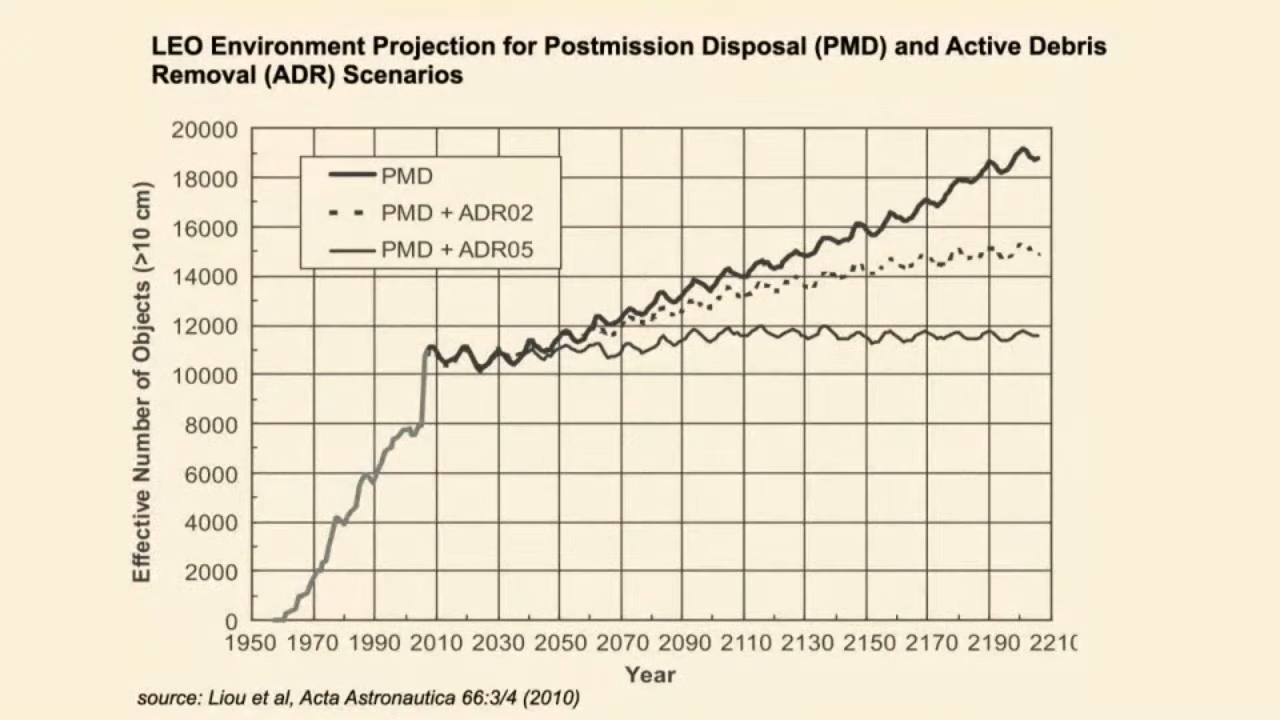 LEO Environment Projection for Postmission Disposal (PMD) and Active Debris
Removal (ADR) Scenarios
20000
18000
16000
14000
12000
10000
8000
6000
4000
2000
0
Effective Number of Objects (>10 cm)
PMD
PMD + ADR02
PMD + ADR05
1950 1970 1990 2010 2030 2050 2070 2090 2110 2130 2150 2170 2190 2210
Year
source: Liou et al, Acta Astronautica 66:3/4 (2010)